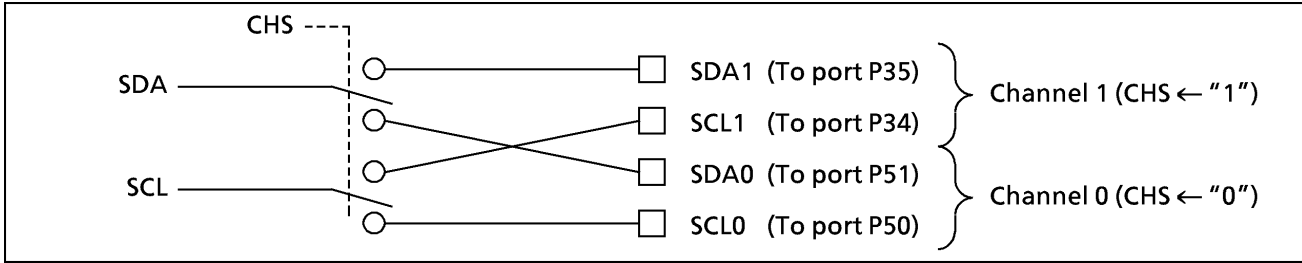 CHS
SDA
SDA1 (To port P35)
SCL1 (To port P34)
Channel 1 (CHS ← “1”)
SCL
SDA0 (To port P51)
SCL0 (To port P50)
Channel 0 (CHS ← “0”)